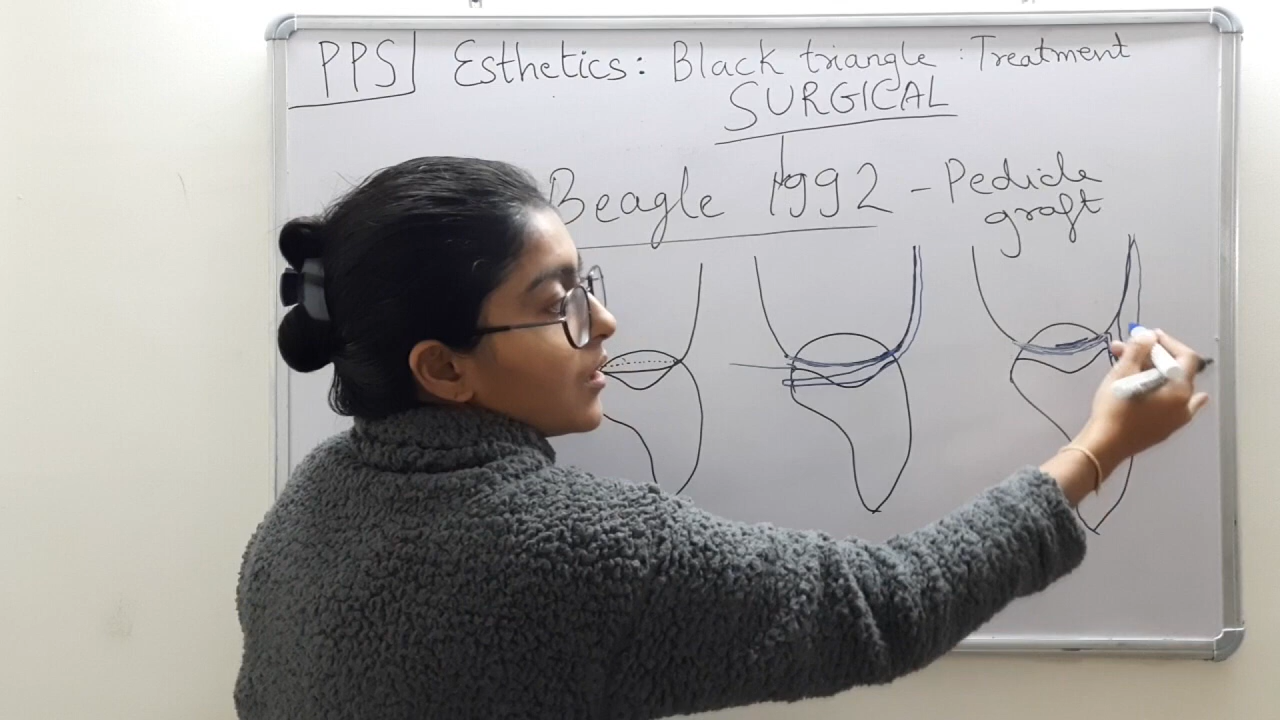 PPS Esthetics: Black triangle : Treatment
SURGICAL
Beagle 1992 - Pedicle
graft